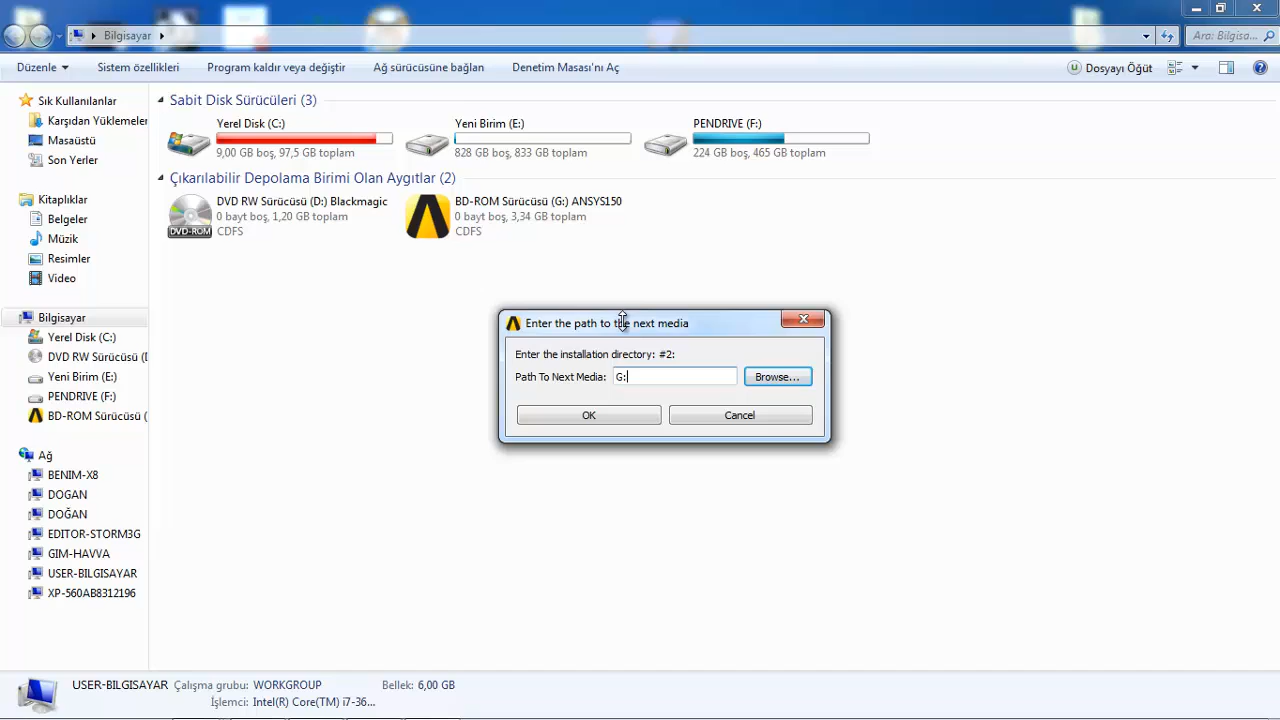 Bilgisayar
Ara: Bilgisa...
Düzenle
Sistem özellikleri
Program kaldır veya değiştir
Ağ sürücüsüne bağlan
Denetim Masası'nı Aç
Dosyayı Öğüt
Sık Kullanılanlar
Karşıdan Yüklemeler
Masaüstü
Son Yerler
Kitaplıklar
Belgeler
Müzik
Resimler
Video
Bilgisayar
Yerel Disk (C:)
DVD RW Sürücüsü (D
Yeni Birim (E:)
PENDRIVE (F:)
BD-ROM Sürücüsü (
Ağ
BENIM-X8
DOGAN
DOĞAN
EDITOR-STORM3G
GIM-HAVVA
USER-BILGISAYAR
XP-560AB8312196
Sabit Disk Sürücüleri (3)
Yerel Disk (C:)
9,00 GB boş, 97,5 GB toplam
Yeni Birim (E:)
828 GB boş, 833 GB toplam
PENDRIVE (F:)
224 GB boş, 465 GB toplam
Çıkarılabilir Depolama Birimi Olan Aygıtlar (2)
DVD RW Sürücüsü (D:) Blackmagic
0 bayt boş, 1,20 GB toplam
CDFS
DVD-ROM
BD-ROM Sürücüsü (G:) ANSYS150
0 bayt boş, 3,34 GB toplam
CDFS
Enter the path to the next media
Enter the installation directory: #2:
Path To Next Media: G:
Browse...
OK
Cancel
USER-BILGISAYAR Çalışma grubu: WORKGROUP Bellek: 6,00 GB
İşlemci: Intel(R) Core(TM) i7-36...